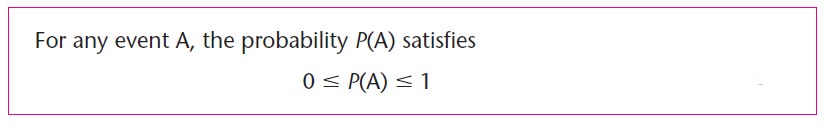 For any event A, the probability P(A) satisfies
0 ≤ P(A) ≤ 1